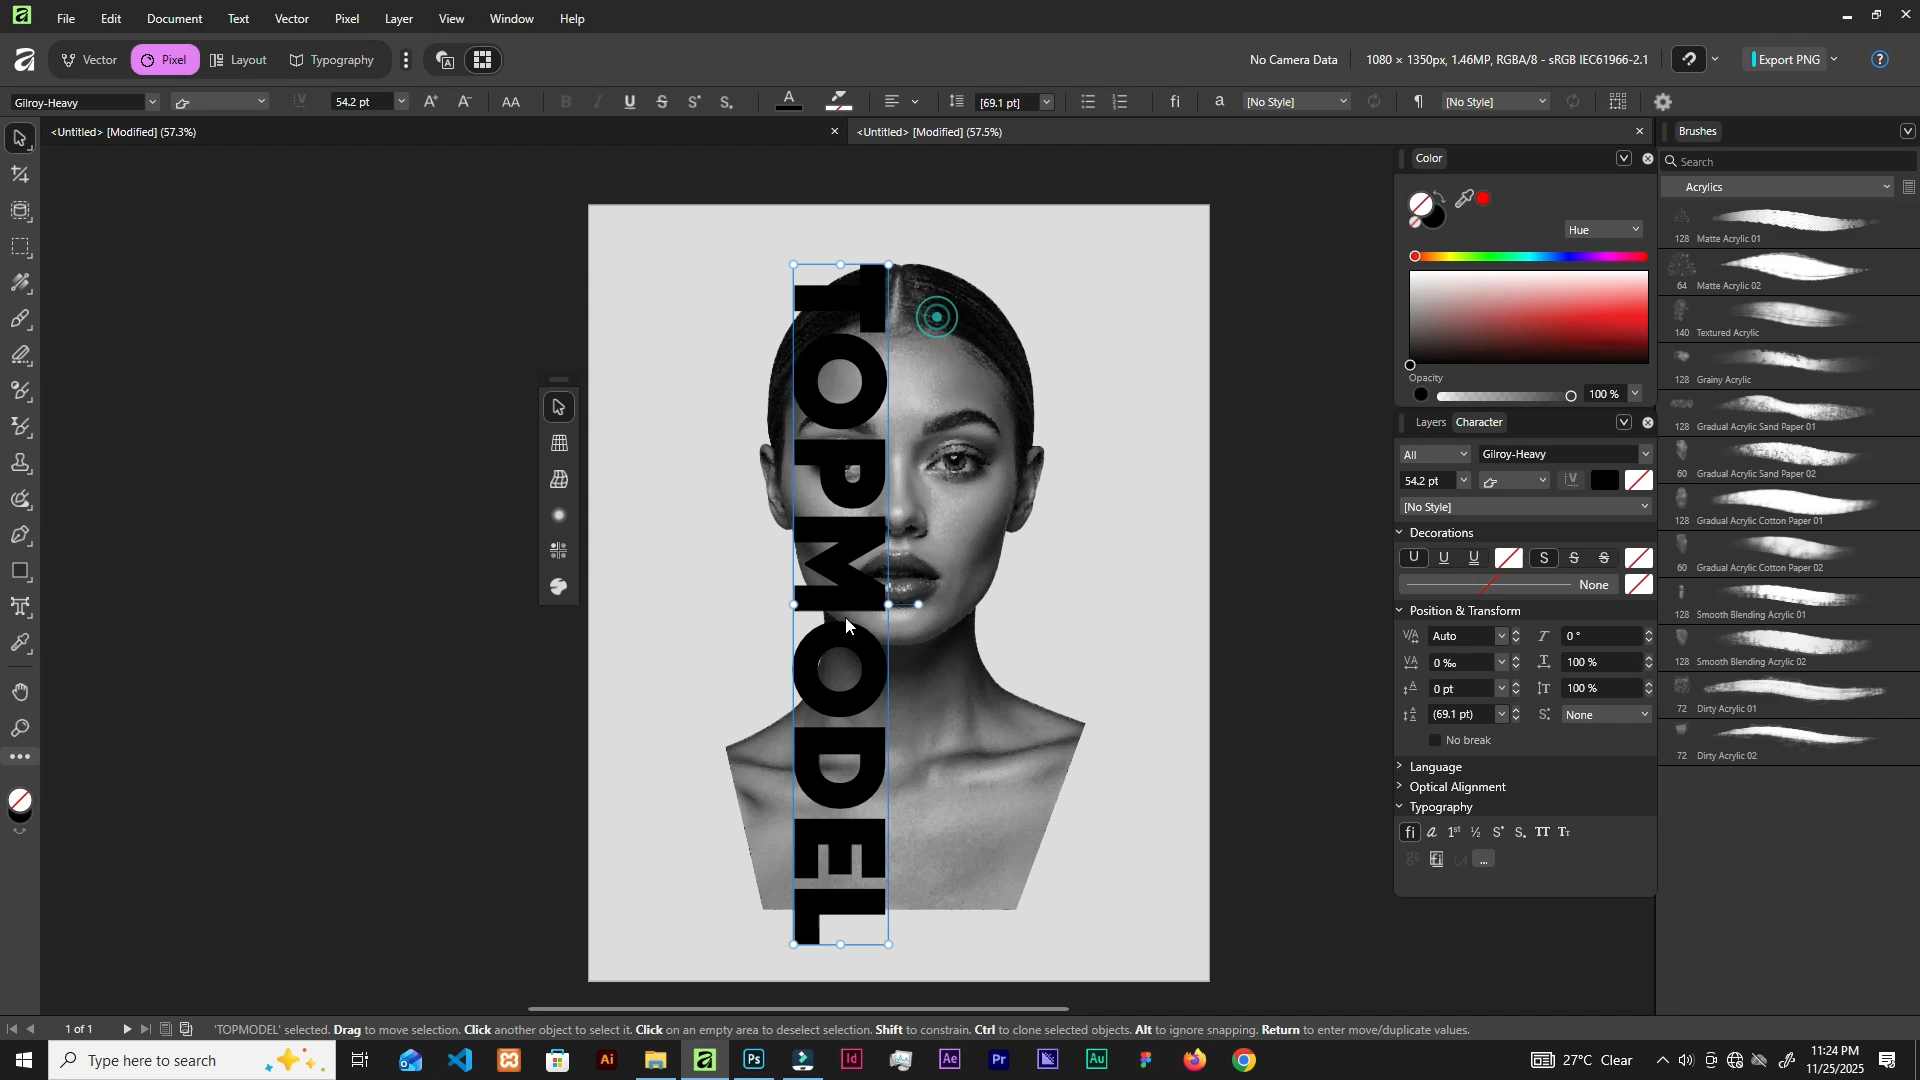 File Edit Document Text Vector Pixel Layer View Window Help
Vector Pixel Layout Typography No Camera Data 1080 × 1350px, 1.46MP, RGBA/8 - sRGB IEC61966-2.1 Export PNG
Gilroy-Heavy 54.2 pt [69.1 pt] [No Style] [No Style]
<Untitled> [Modified] (57.3%) <Untitled> [Modified] (57.5%)
TOPMODEL
Color
Hue
Opacity
100 %
Layers Character
All Gilroy-Heavy
54.2 pt
[No Style]
Decorations
None
Position & Transform
Auto 0 °
0 ‰ 100 %
0 pt 100 %
(69.1 pt) None
No break
Language
Optical Alignment
Typography
Brushes
Search
Acrylics
128 Matte Acrylic 01
64 Matte Acrylic 02
140 Textured Acrylic
128 Grainy Acrylic
128 Gradual Acrylic Sand Paper 01
60 Gradual Acrylic Sand Paper 02
128 Gradual Acrylic Cotton Paper 01
60 Gradual Acrylic Cotton Paper 02
128 Smooth Blending Acrylic 01
128 Smooth Blending Acrylic 02
72 Dirty Acrylic 01
72 Dirty Acrylic 02
1 of 1 'TOPMODEL' selected. Drag to move selection. Click another object to select it. Click on an empty area to deselect selection. Shift to constrain. Ctrl to clone selected objects. Alt to ignore snapping. Return to enter move/duplicate values.
Type here to search 27°C Clear 11:24 PM
11/25/2025